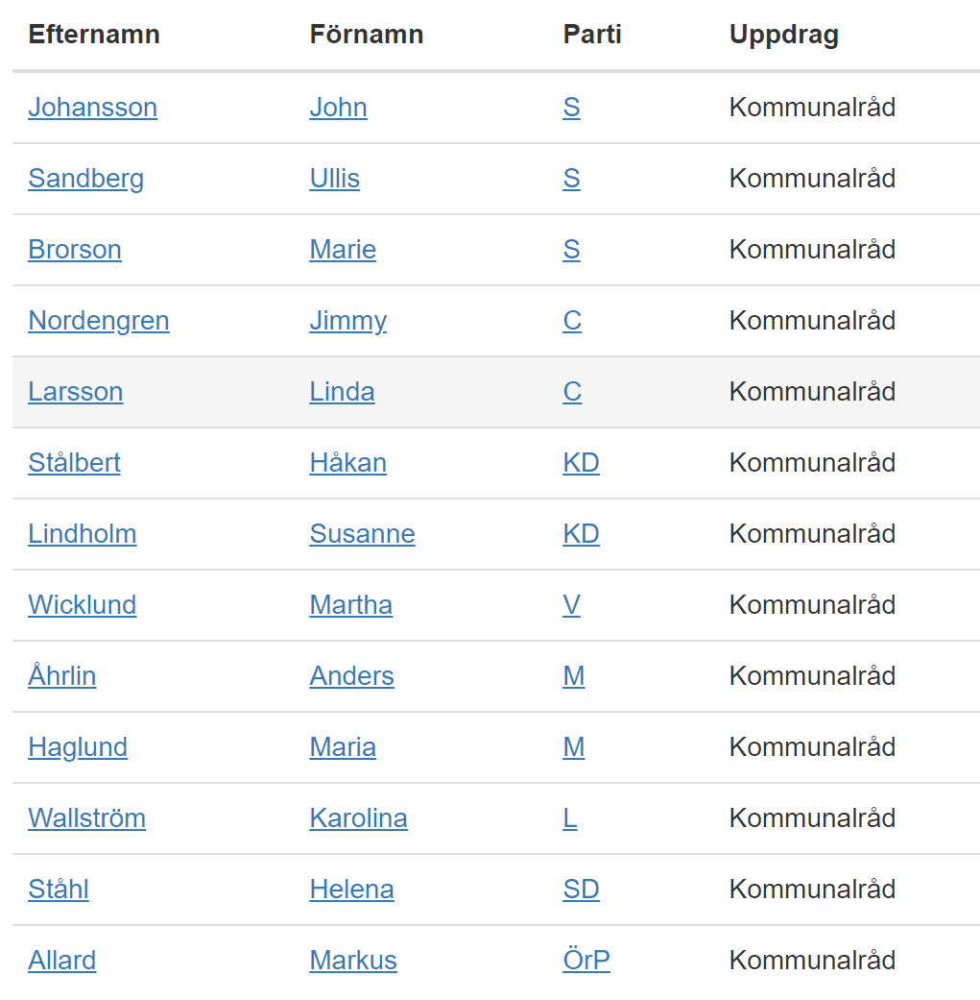 Efternamn Förnamn Parti Uppdrag
Johansson John S Kommunalråd
Sandberg Ullis S Kommunalråd
Brorson Marie S Kommunalråd
Nordengren Jimmy C Kommunalråd
Larsson Linda C Kommunalråd
Stålbert Håkan KD Kommunalråd
Lindholm Susanne KD Kommunalråd
Wicklund Martha V Kommunalråd
Åhrlin Anders M Kommunalråd
Haglund Maria M Kommunalråd
Wallström Karolina L Kommunalråd
Ståhl Helena SD Kommunalråd
Allard Markus ÖrP Kommunalråd